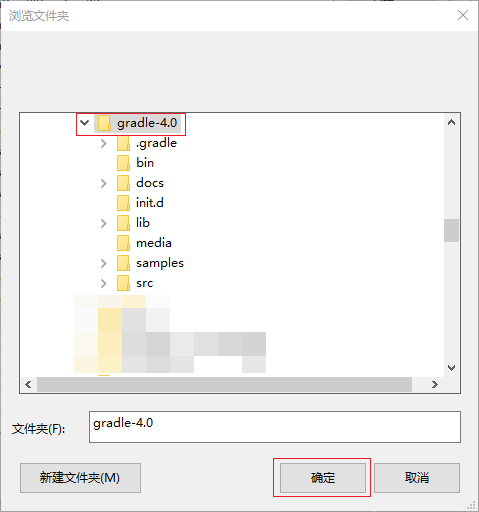 浏览文件夹
gradle-4.0
.gradle
bin
docs
init.d
lib
media
samples
src
文件夹(F):
gradle-4.0
新建文件夹(M)
确定
取消